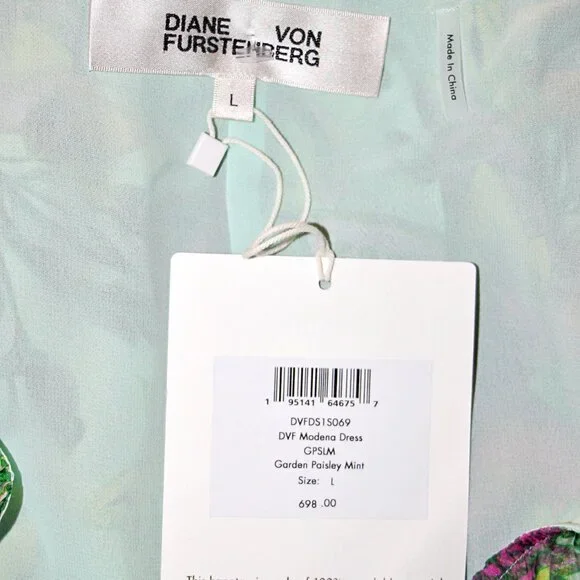 DIANE VON
FURSTENBERG
L
Made In China
1 95141 64675 7
DVFDS1S069
DVF Modena Dress
GPSLM
Garden Paisley Mint
Size: L
698 .00